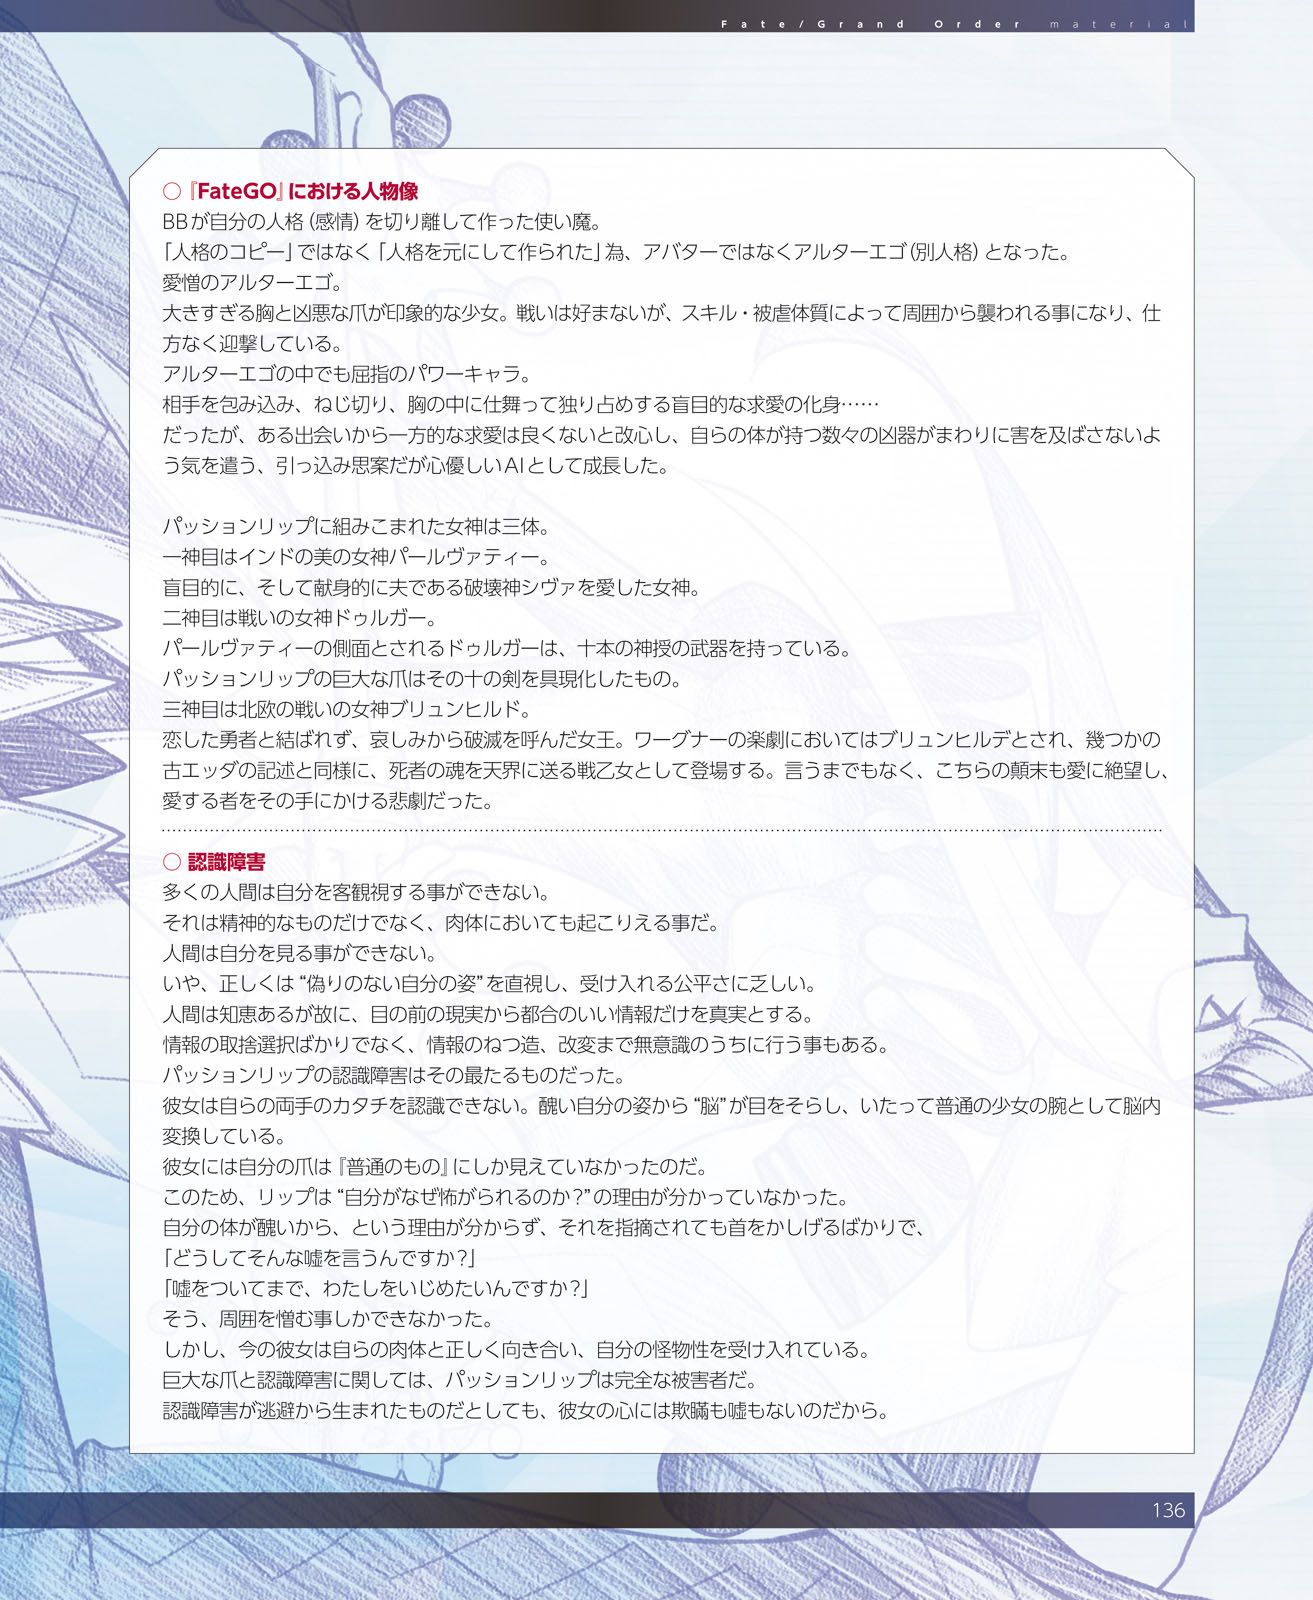 Fate/Grand Order material
○『FateGO』における人物像
BBが自分の人格（感情）を切り離して作った使い魔。
「人格のコピー」ではなく「人格を元にして作られた」為、アバターではなくアルターエゴ（別人格）となった。
愛憎のアルターエゴ。
大きすぎる胸と凶悪な爪が印象的な少女。戦いは好まないが、スキル・被虐体質によって周囲から襲われる事になり、仕
方なく迎撃している。
アルターエゴの中でも屈指のパワーキャラ。
相手を包み込み、ねじ切り、胸の中に仕舞って独り占めする盲目的な求愛の化身……
だったが、ある出会いから一方的な求愛は良くないと改心し、自らの体が持つ数々の凶器がまわりに害を及ぼさないよ
う気を遣う、引っ込み思案だが心優しいAIとして成長した。
パッションリップに組みこまれた女神は三体。
一神目はインドの美の女神パールヴァティー。
盲目的に、そして献身的に夫である破壊神シヴァを愛した女神。
二神目は戦いの女神ドゥルガー。
パールヴァティーの側面とされるドゥルガーは、十本の神授の武器を持っている。
パッションリップの巨大な爪はその十の剣を具現化したもの。
三神目は北欧の戦いの女神ブリュンヒルド。
恋した勇者と結ばれず、哀しみから破滅を呼んだ女王。ワーグナーの楽劇においてはブリュンヒルデとされ、幾つかの
古エッダの記述と同様に、死者の魂を天界に送る戦乙女として登場する。言うまでもなく、こちらの顛末も愛に絶望し、
愛する者をその手にかける悲劇だった。
○ 認識障害
多くの人間は自分を客観視する事ができない。
それは精神的なものだけでなく、肉体においても起こりえる事だ。
人間は自分を見る事ができない。
いや、正しくは“偽りのない自分の姿”を直視し、受け入れる公平さに乏しい。
人間は知恵あるが故に、目の前の現実から都合のいい情報だけを真実とする。
情報の取捨選択ばかりでなく、情報のねつ造、改変まで無意識のうちに行う事もある。
パッションリップの認識障害はその最たるものだった。
彼女は自らの両手のカタチを認識できない。醜い自分の姿から“脳”が目をそらし、いたって普通の少女の腕として脳内
変換している。
彼女には自分の爪は『普通のもの』にしか見えていなかったのだ。
このため、リップは“自分がなぜ怖がられるのか？”の理由が分かっていなかった。
自分の体が醜いから、という理由が分からず、それを指摘されても首をかしげるばかりで、
「どうしてそんな嘘を言うんですか？」
「嘘をついてまで、わたしをいじめたいんですか？」
そう、周囲を憎む事しかできなかった。
しかし、今の彼女は自らの肉体と正しく向き合い、自分の怪物性を受け入れている。
巨大な爪と認識障害に関しては、パッションリップは完全な被害者だ。
認識障害が逃避から生まれたものだとしても、彼女の心には欺瞞も嘘もないのだから。
136